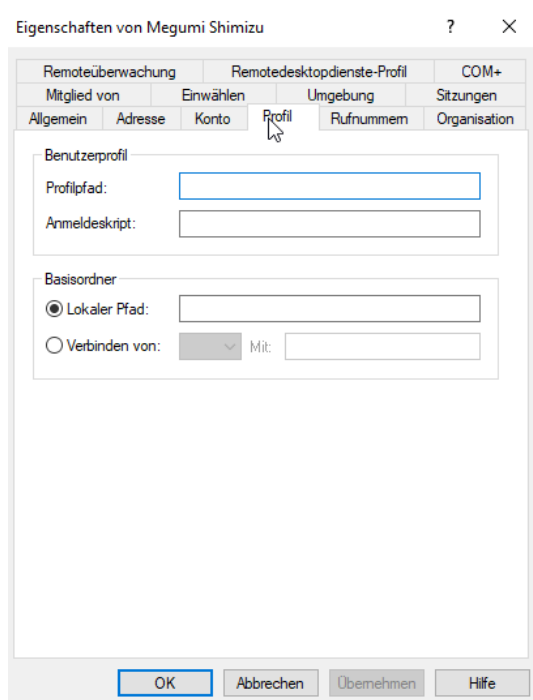 Eigenschaften von Megumi Shimizu ? ×
Remoteüberwachung Remotedesktopdienste-Profil COM+
Mitglied von Einwählen Umgebung Sitzungen
Allgemein Adresse Konto Profil Rufnummern Organisation
Benutzerprofil
Profilpfad:
Anmeldeskript:
Basisordner
Lokaler Pfad:
Verbinden von: Mit:
OK Abbrechen Übernehmen Hilfe